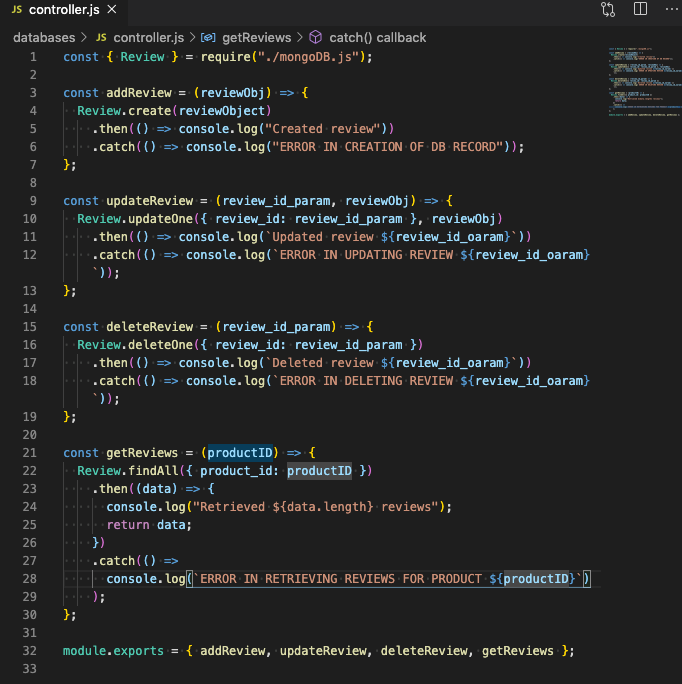 JS controller.js ×
databases > JS controller.js > getReviews > catch() callback
1 const { Review } = require("./mongoDB.js");
2
3 const addReview = (reviewObj) => {
4 Review.create(reviewObject)
5 .then(() => console.log("Created review"))
6 .catch(() => console.log("ERROR IN CREATION OF DB RECORD"));
7 };
8
9 const updateReview = (review_id_param, reviewObj) => {
10 Review.updateOne({ review_id: review_id_param }, reviewObj)
11 .then(() => console.log(`Updated review ${review_id_oaram}`))
12 .catch(() => console.log(`ERROR IN UPDATING REVIEW ${review_id_oaram}
`));
13 };
14
15 const deleteReview = (review_id_param) => {
16 Review.deleteOne({ review_id: review_id_param })
17 .then(() => console.log(`Deleted review ${review_id_oaram}`))
18 .catch(() => console.log(`ERROR IN DELETING REVIEW ${review_id_oaram}
`));
19 };
20
21 const getReviews = (productID) => {
22 Review.findAll({ product_id: productID })
23 .then((data) => {
24 console.log("Retrieved ${data.length} reviews");
25 return data;
26 })
27 .catch(() =>
28 console.log(`ERROR IN RETRIEVING REVIEWS FOR PRODUCT ${productID}`)
29 );
30 };
31
32 module.exports = { addReview, updateReview, deleteReview, getReviews };
33